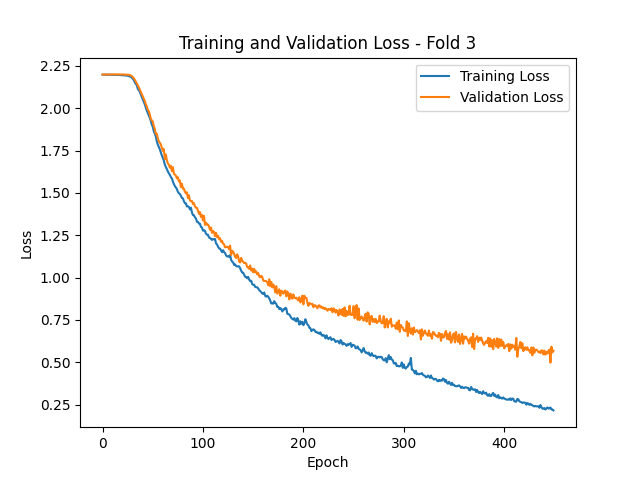 Training and Validation Loss - Fold 3
Training Loss
Validation Loss
Loss
2.25
2.00
1.75
1.50
1.25
1.00
0.75
0.50
0.25
0
100
200
300
400
Epoch